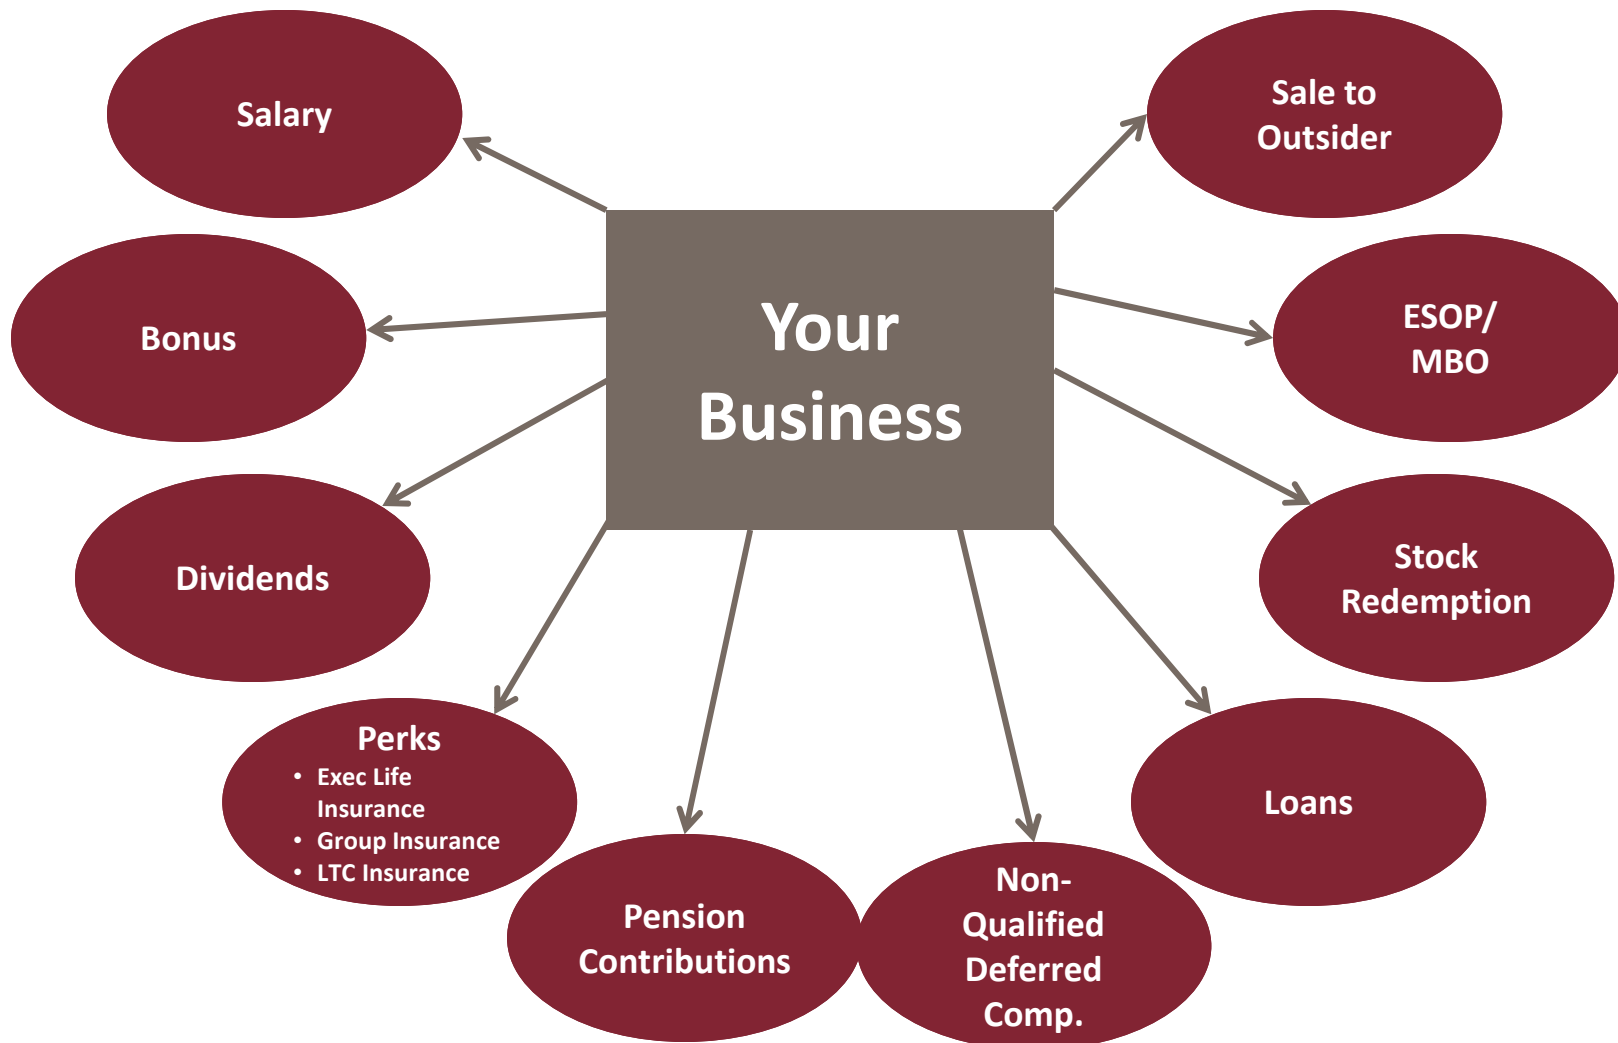 Salary
Sale to
Outsider
Bonus
Your
Business
ESOP/
MBO
Dividends
Stock
Redemption
Perks
• Exec Life
Insurance
• Group Insurance
• LTC Insurance
Loans
Pension
Contributions
Non-
Qualified
Deferred
Comp.